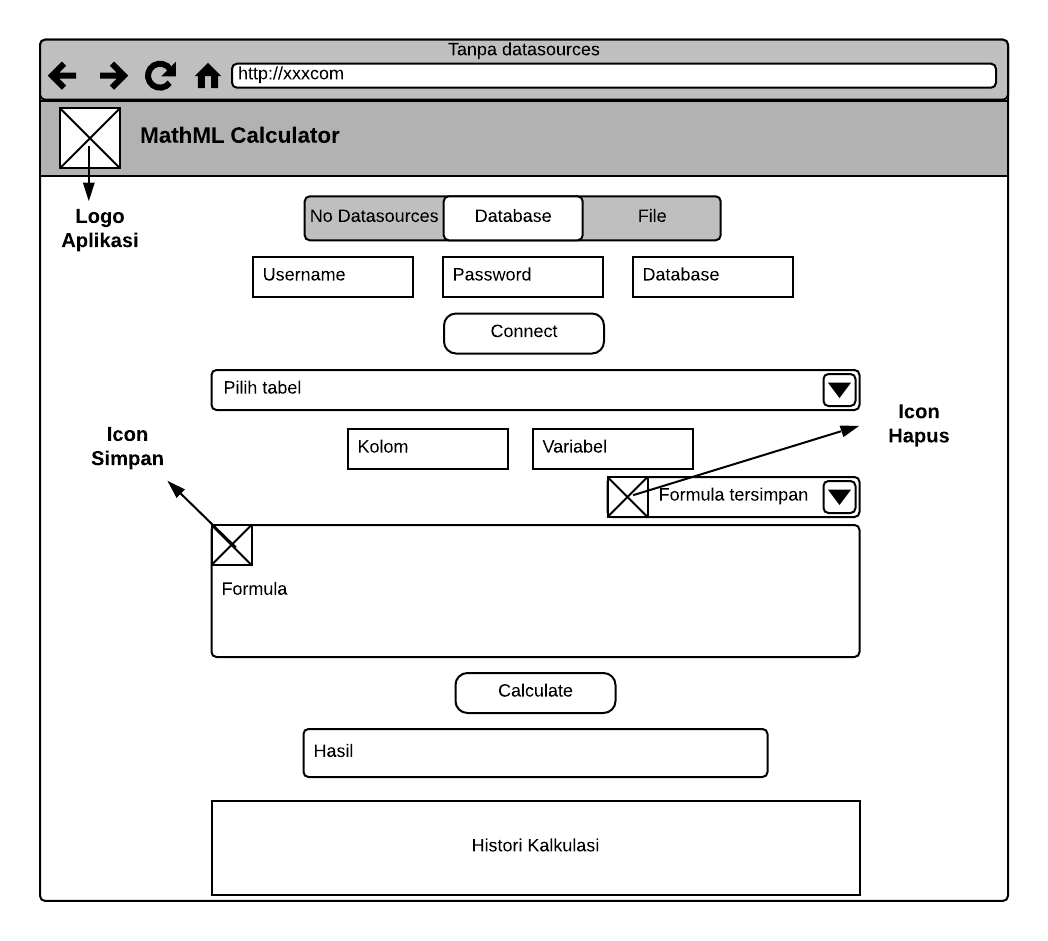 Tanpa datasources
http://xxxcom
MathML Calculator
Logo
Aplikasi
No Datasources Database File
Username Password Database
Connect
Pilih tabel
Icon
Hapus
Icon
Simpan
Kolom Variabel
Formula tersimpan
Formula
Calculate
Hasil
Histori Kalkulasi